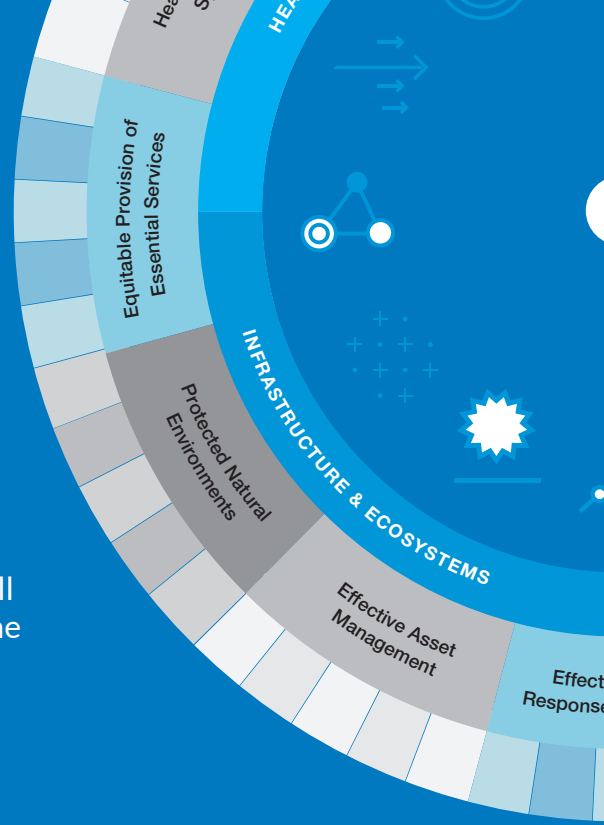 Equitable Provision of
Essential Services
INFRASTRUCTURE & ECOSYSTEMS
Protected Natural
Environments
Effective Asset
Management